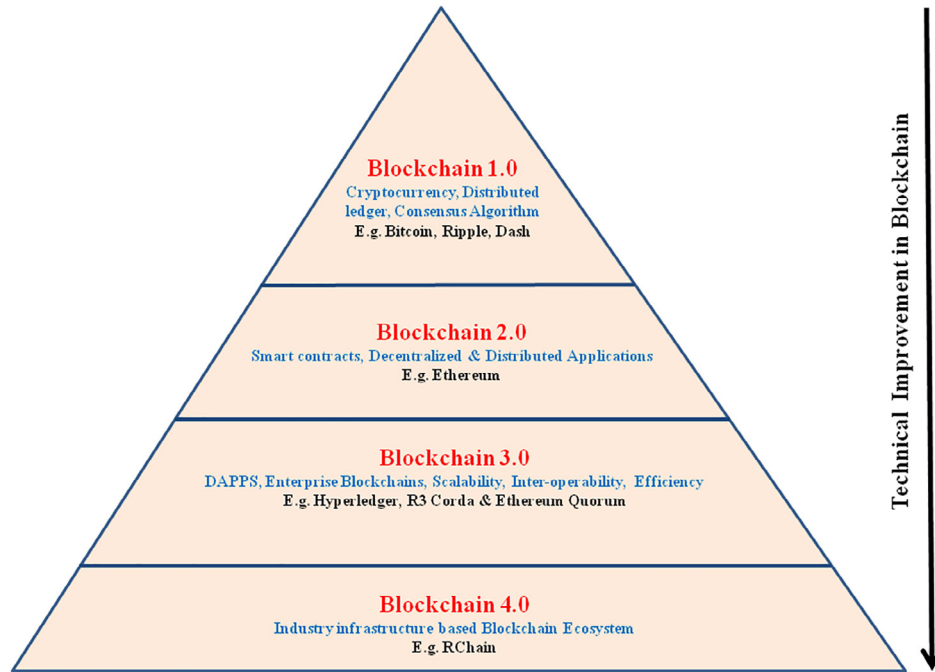 Blockchain 1.0
Cryptocurrency, Distributed
ledger, Consensus Algorithm
E.g. Bitcoin, Ripple, Dash
Blockchain 2.0
Smart contracts, Decentralized & Distributed Applications
E.g. Ethereum
Blockchain 3.0
DAPPS, Enterprise Blockchains, Scalability, Inter-operability, Efficiency
E.g. Hyperledger, R3 Corda & Ethereum Quorum
Blockchain 4.0
Industry infrastructure based Blockchain Ecosystem
E.g. RChain
Technical Improvement in Blockchain